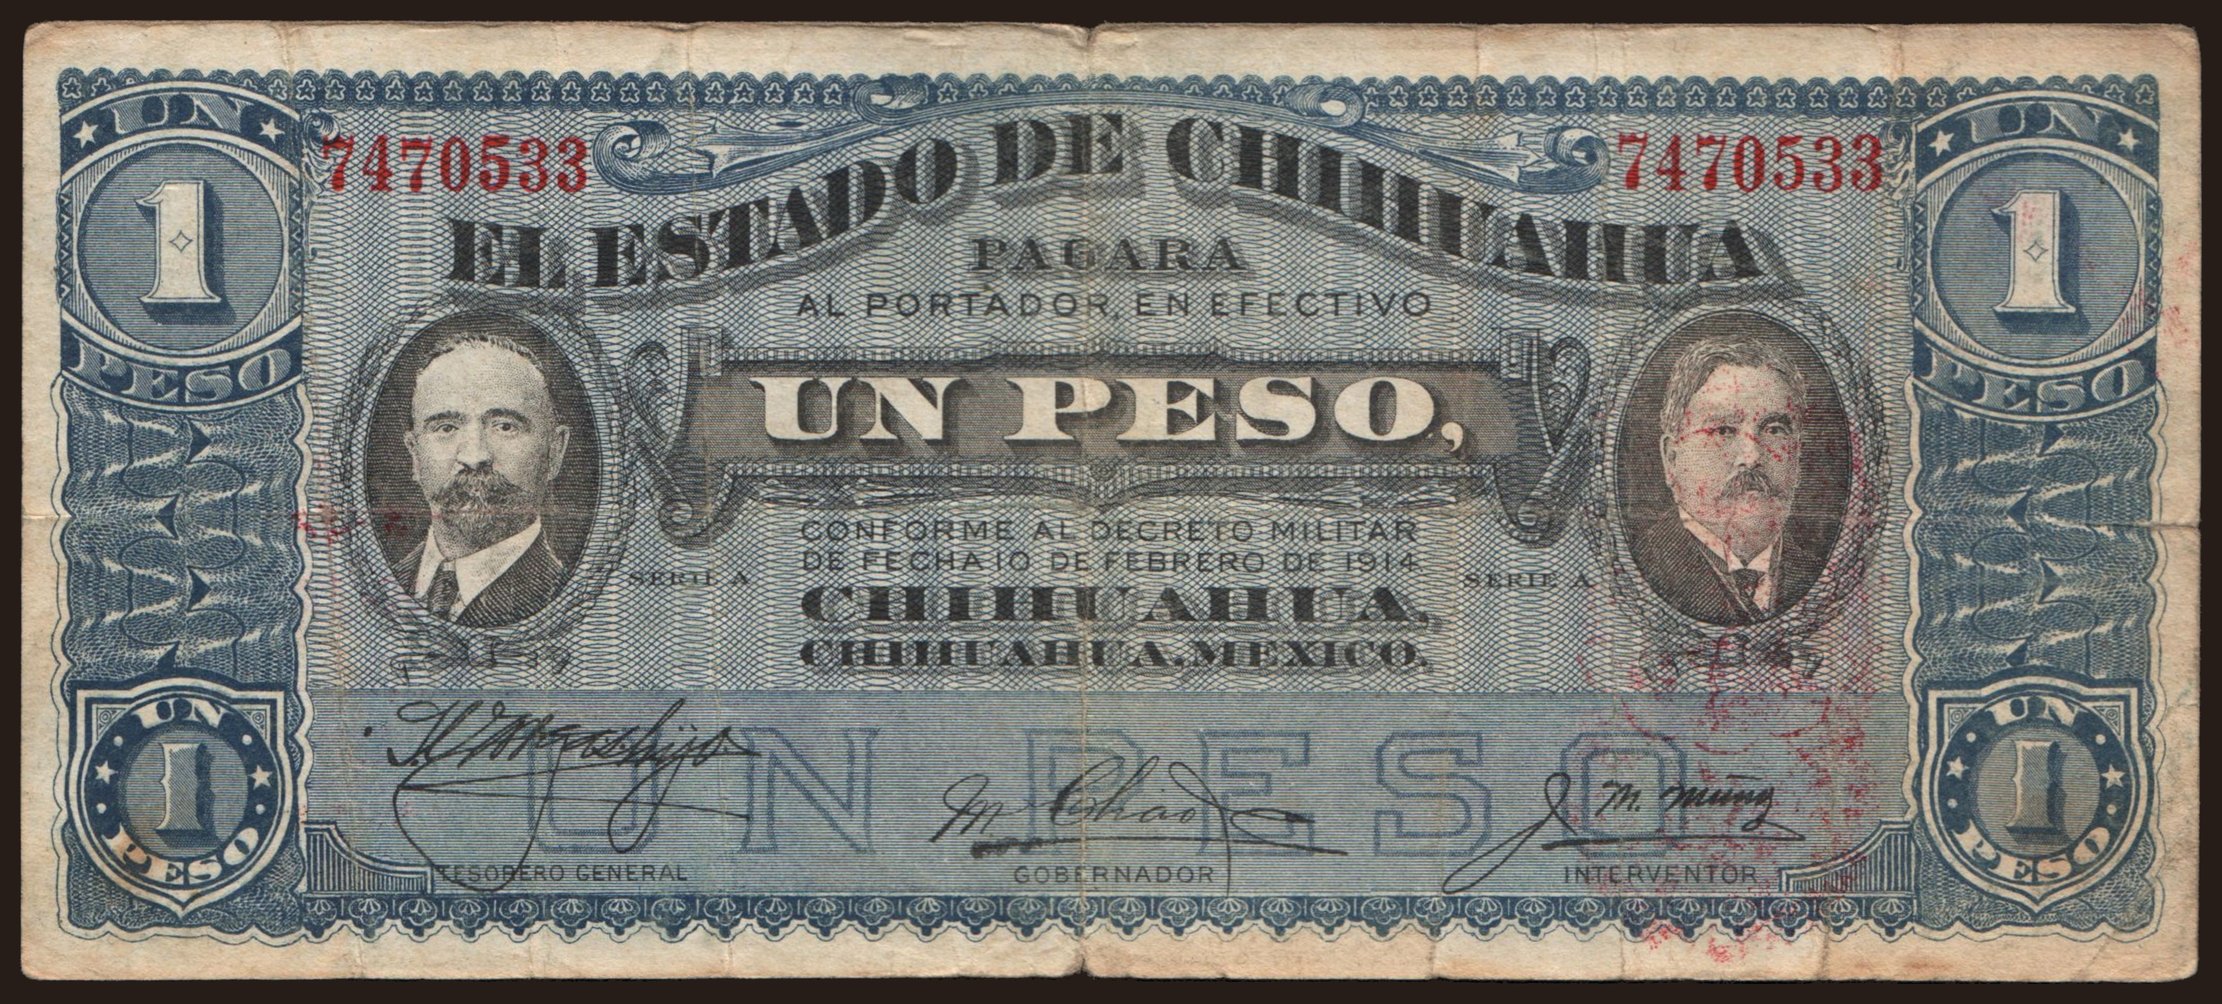 UN
UN
7470533
7470533
1
1
EL ESTADO DE CHIHUAHUA
PAGARA
AL PORTADOR, EN EFECTIVO
PESO
PESO
UN PESO,
CONFORME AL DECRETO MILITAR
DE FECHA 10 DE FEBRERO DE 1914
SERIE A
SERIE A
CHIHUAHUA,
CHIHUAHUA, MEXICO.
UN PESO
UN
1
PESO
UN
1
PESO
TESORERO GENERAL
GOBERNADOR
INTERVENTOR